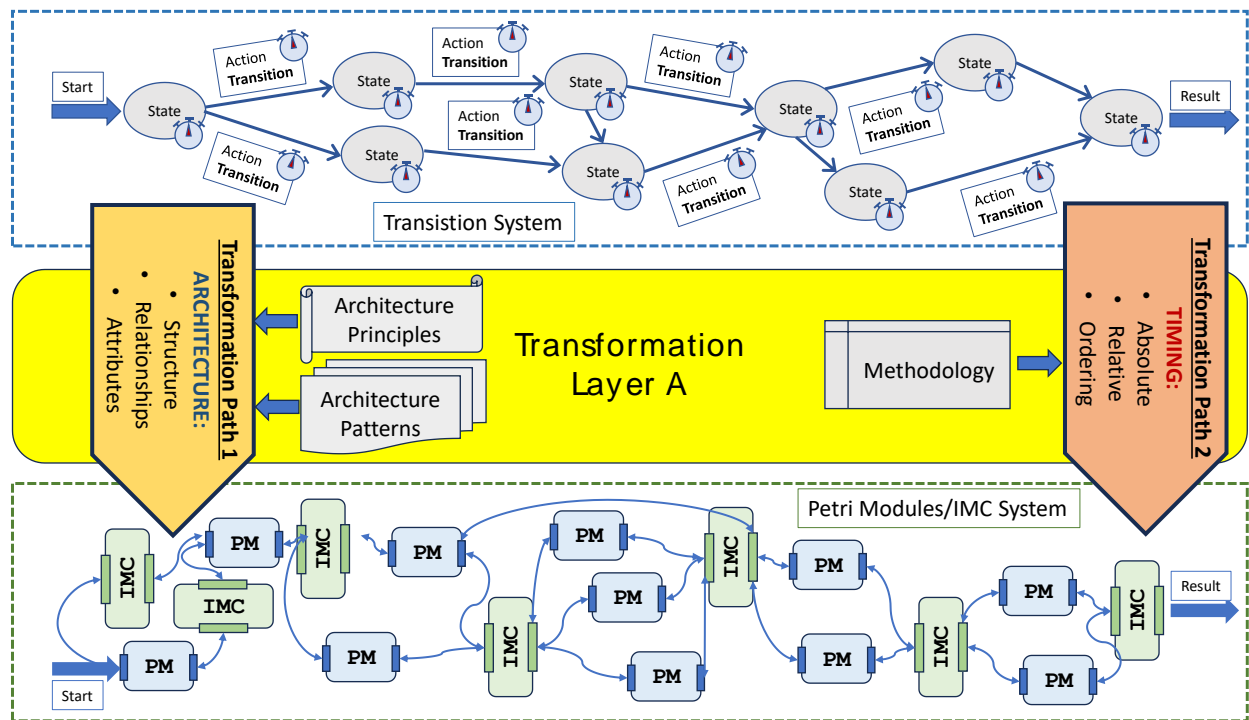 Start
State
Action
Transition
Action
Transition
State
State
Action
Transition
Action
Transition
State
State
Action
Transition
Action
Transition
State
State
State
Action
Transition
Action
Transition
State
Result
Transistion System
Transformation Path 1
ARCHITECTURE:
• Structure
• Relationships
• Attributes
Architecture
Principles
Architecture
Patterns
Transformation
Layer A
Methodology
Transformation Path 2
TIMING:
• Absolute
• Relative
• Ordering
Petri Modules/IMC System
IMC
PM
IMC
IMC
PM
Start
PM
PM
IMC
PM
PM
PM
IMC
PM
PM
IMC
PM
PM
IMC
Result